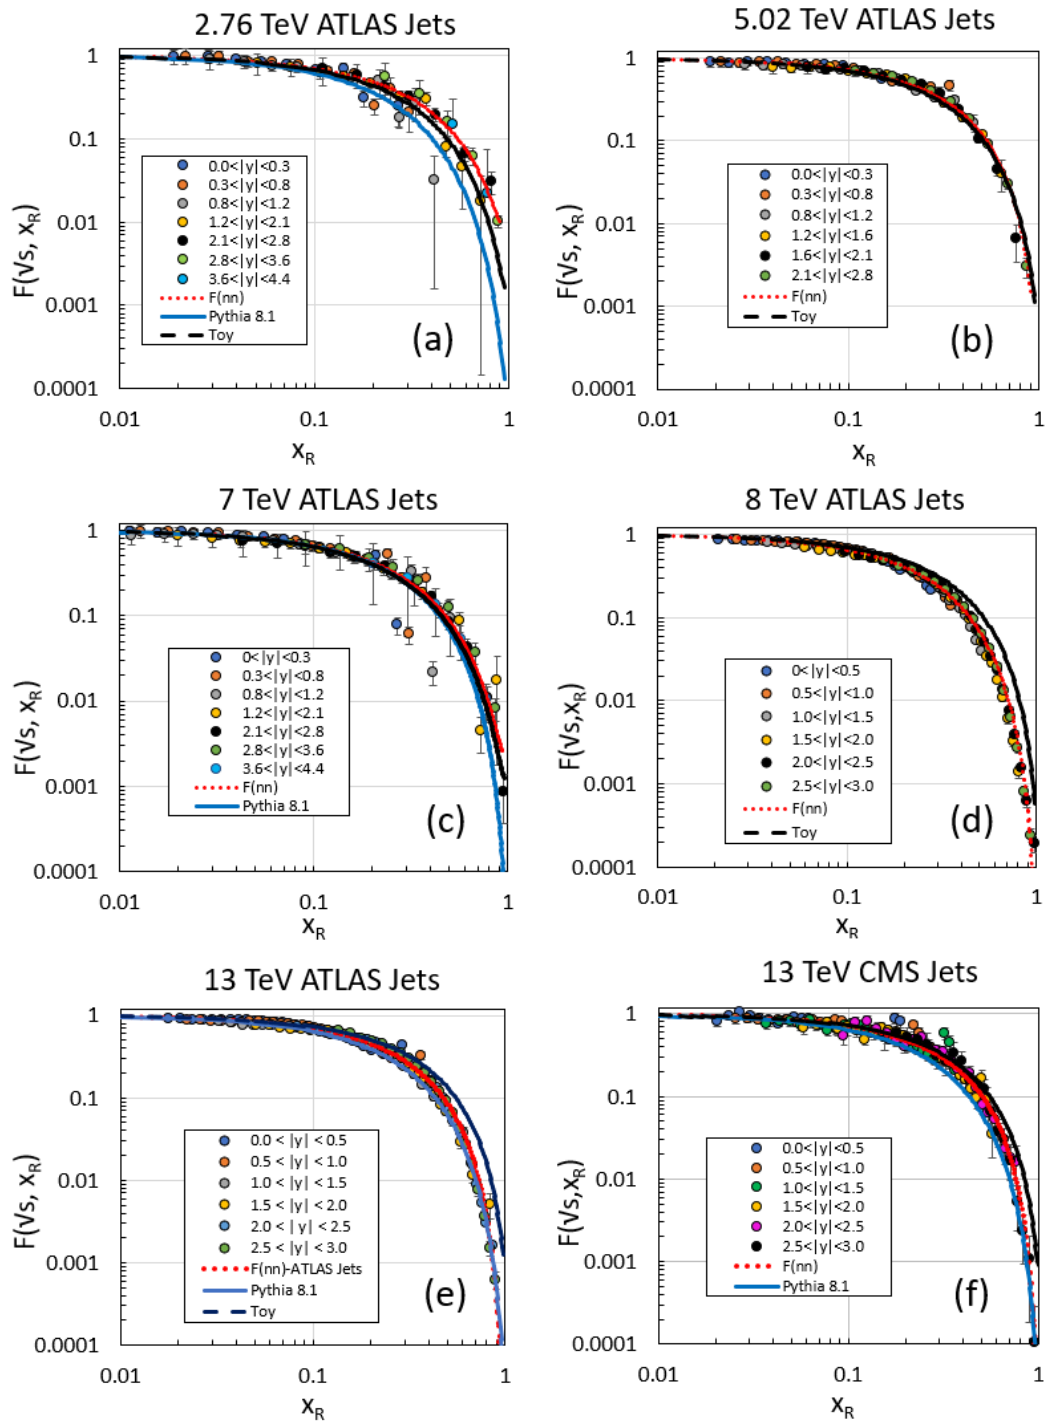 2.76 TeV ATLAS Jets
F(√s, x_R)
1
0.1
0.01
0.001
0.0001
0.0<|y|<0.3
0.3<|y|<0.8
0.8<|y|<1.2
1.2<|y|<2.1
2.1<|y|<2.8
2.8<|y|<3.6
3.6<|y|<4.4
F(nn)
Pythia 8.1
Toy
(a)
0.01
0.1
1
x_R
5.02 TeV ATLAS Jets
F(√s, x_R)
1
0.1
0.01
0.001
0.0001
0.0<|y|<0.3
0.3<|y|<0.8
0.8<|y|<1.2
1.2<|y|<1.6
1.6<|y|<2.1
2.1<|y|<2.8
F(nn)
Toy
(b)
0.01
0.1
1
x_R
7 TeV ATLAS Jets
F(√s, x_R)
1
0.1
0.01
0.001
0.0001
0<|y|<0.3
0.3<|y|<0.8
0.8<|y|<1.2
1.2<|y|<2.1
2.1<|y|<2.8
2.8<|y|<3.6
3.6<|y|<4.4
F(nn)
Pythia 8.1
(c)
0.01
0.1
1
x_R
8 TeV ATLAS Jets
F(√s,x_R)
1
0.1
0.01
0.001
0.0001
0<|y|<0.5
0.5<|y|<1.0
1.0<|y|<1.5
1.5<|y|<2.0
2.0<|y|<2.5
2.5<|y|<3.0
F(nn)
Toy
(d)
0.01
0.1
1
x_R
13 TeV ATLAS Jets
F(√s, x_R)
1
0.1
0.01
0.001
0.0001
0.0 < |y| < 0.5
0.5 < |y| < 1.0
1.0 < |y| < 1.5
1.5 < |y| < 2.0
2.0 < |y| < 2.5
2.5 < |y| < 3.0
F(nn)-ATLAS Jets
Pythia 8.1
Toy
(e)
0.01
0.1
1
x_R
13 TeV CMS Jets
F(√s, x_R)
1
0.1
0.01
0.001
0.0001
0.0<|y|<0.5
0.5<|y|<1.0
1.0<|y|<1.5
1.5<|y|<2.0
2.0<|y|<2.5
2.5<|y|<3.0
F(nn)
Pythia 8.1
(f)
0.01
0.1
1
x_R